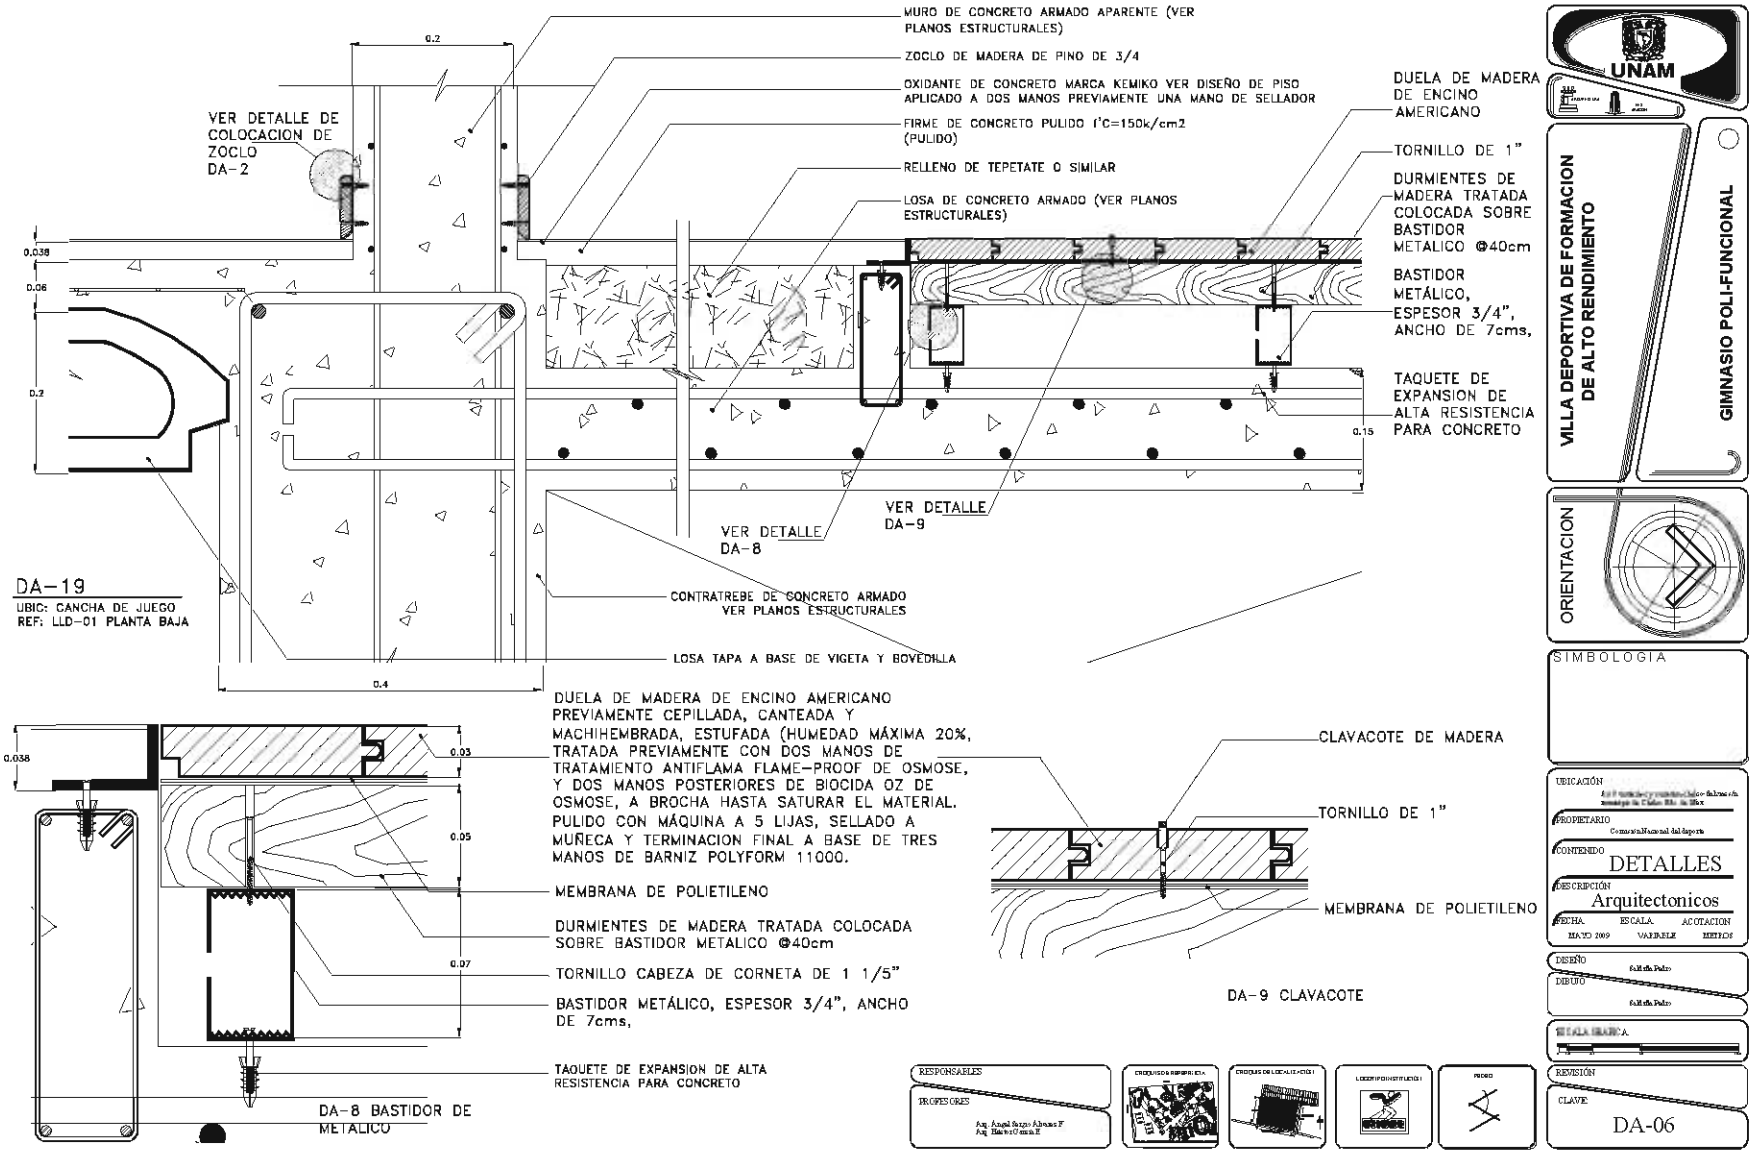 0.2
MURO DE CONCRETO ARMADO APARENTE (VER
PLANOS ESTRUCTURALES)
ZOCLO DE MADERA DE PINO DE 3/4
OXIDANTE DE CONCRETO MARCA KEMIKO VER DISEÑO DE PISO
APLICADO A DOS MANOS PREVIAMENTE UNA MANO DE SELLADOR
FIRME DE CONCRETO PULIDO f'C=150k/cm2
(PULIDO)
RELLENO DE TEPETATE O SIMILAR
LOSA DE CONCRETO ARMADO (VER PLANOS
ESTRUCTURALES)
VER DETALLE DE
COLOCACION DE
ZOCLO
DA-2
DUELA DE MADERA
DE ENCINO
AMERICANO
TORNILLO DE 1"
DURMIENTES DE
MADERA TRATADA
COLOCADA SOBRE
BASTIDOR
METALICO @40cm
BASTIDOR
METÁLICO,
ESPESOR 3/4",
ANCHO DE 7cms,
TAQUETE DE
EXPANSION DE
ALTA RESISTENCIA
PARA CONCRETO
0.038
0.06
0.2
0.15
VER DETALLE
DA-9
VER DETALLE
DA-8
DA-19
UBIC: CANCHA DE JUEGO
REF: LLD-01 PLANTA BAJA
CONTRATREBE DE CONCRETO ARMADO
VER PLANOS ESTRUCTURALES
LOSA TAPA A BASE DE VIGETA Y BOVEDILLA
0.4
DUELA DE MADERA DE ENCINO AMERICANO
PREVIAMENTE CEPILLADA, CANTEADA Y
MACHIHEMBRADA, ESTUFADA (HUMEDAD MÁXIMA 20%,
TRATADA PREVIAMENTE CON DOS MANOS DE
TRATAMIENTO ANTIFLAMA FLAME-PROOF DE OSMOSE,
Y DOS MANOS POSTERIORES DE BIOCIDA OZ DE
OSMOSE, A BROCHA HASTA SATURAR EL MATERIAL.
PULIDO CON MÁQUINA A 5 LIJAS, SELLADO A
MUÑECA Y TERMINACION FINAL A BASE DE TRES
MANOS DE BARNIZ POLYFORM 11000.
MEMBRANA DE POLIETILENO
DURMIENTES DE MADERA TRATADA COLOCADA
SOBRE BASTIDOR METALICO @40cm
TORNILLO CABEZA DE CORNETA DE 1 1/5"
BASTIDOR METÁLICO, ESPESOR 3/4", ANCHO
DE 7cms,
TAQUETE DE EXPANSION DE ALTA
RESISTENCIA PARA CONCRETO
0.038
0.03
0.05
0.07
DA-8 BASTIDOR DE
METALICO
CLAVACOTE DE MADERA
TORNILLO DE 1"
MEMBRANA DE POLIETILENO
DA-9 CLAVACOTE
UNAM
VILLA DEPORTIVA DE FORMACION
DE ALTO RENDIMIENTO
GIMNASIO POLI-FUNCIONAL
ORIENTACION
SIMBOLOGIA
UBICACIÓN
PROPIETARIO
Comision Nacional del deporte
CONTENIDO
DETALLES
DESCRIPCIÓN
Arquitectonicos
FECHA ESCALA ACOTACION
MAYO 2009 VARIABLE METROS
DISEÑO
DIBUJO
ESCALA GRAFICA
REVISIÓN
CLAVE:
DA-06
RESPONSABLES
PROFESORES
CROQUIS DE REFERENCIA
CROQUIS DE LOCALIZACIÓN
LOGOTIPO INSTITUCION